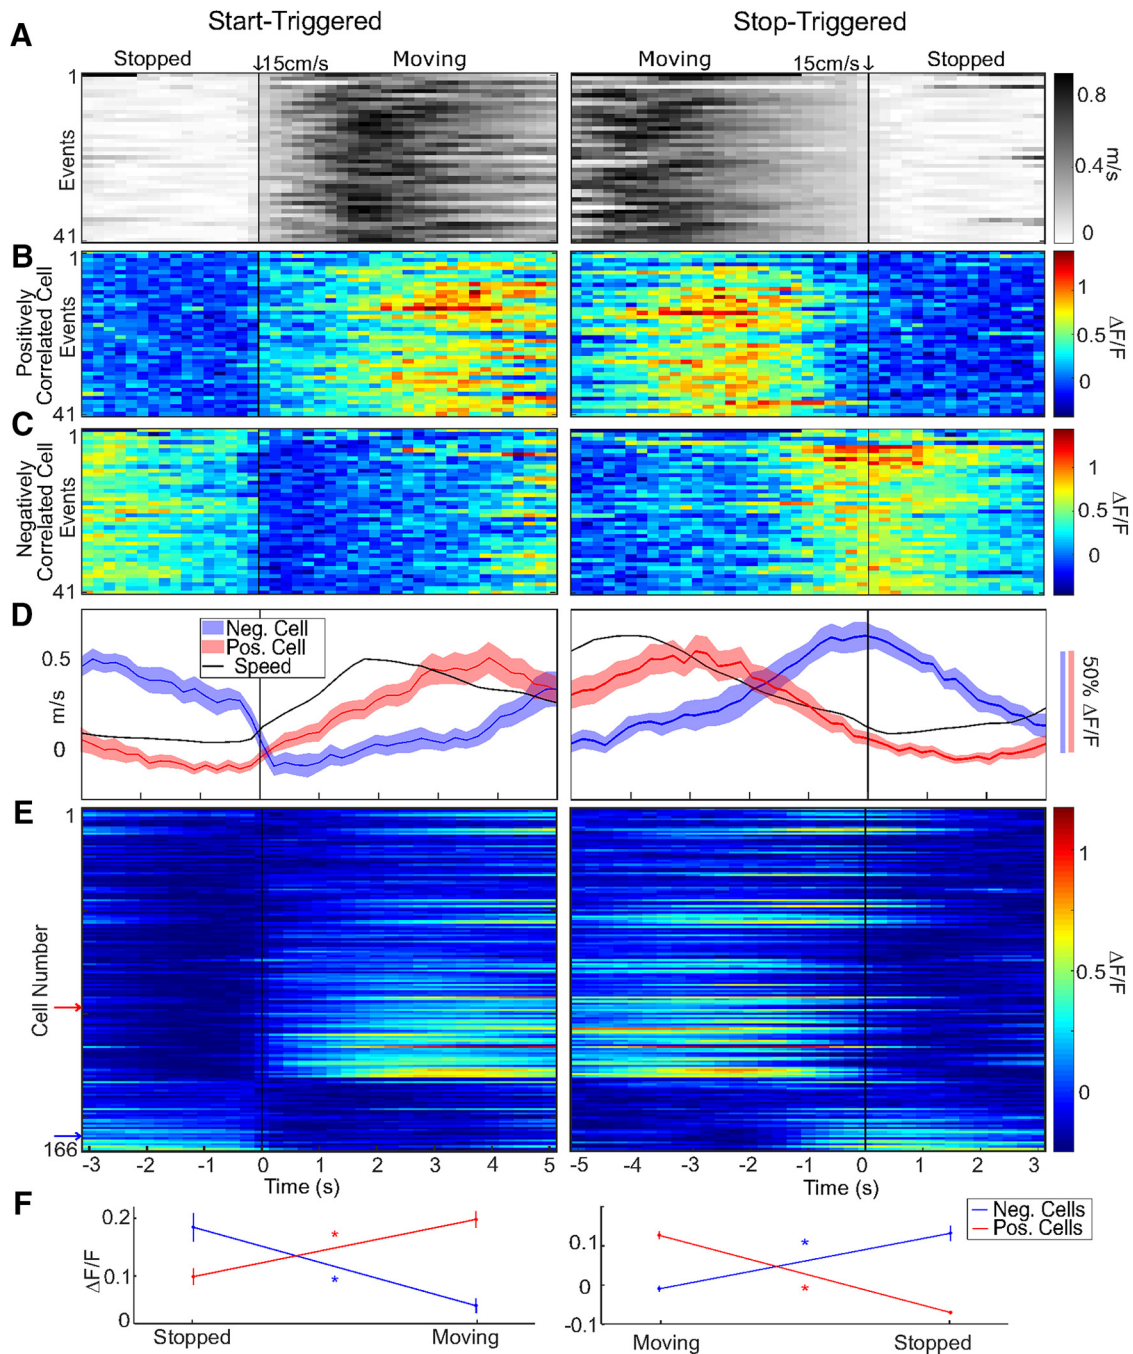 Start-Triggered
Stop-Triggered
A
Stopped
↓15cm/s
Moving
Moving
15cm/s↓
Stopped
1
Events
41
0.8
0.4
0
m/s
B
1
Positively
Correlated Cell
Events
41
1
0.5
0
ΔF/F
C
1
Negatively
Correlated Cell
Events
41
1
0.5
0
ΔF/F
D
Neg. Cell
Pos. Cell
Speed
0.5
m/s
0
50% ΔF/F
E
1
Cell Number
166
1
0.5
0
ΔF/F
-3 -2 -1 0 1 2 3 4 5
-5 -4 -3 -2 -1 0 1 2 3
Time (s)
Time (s)
F
0.2
0.1
0
ΔF/F
*
*
Stopped
Moving
Neg. Cells
Pos. Cells
0.1
0
-0.1
*
*
Moving
Stopped